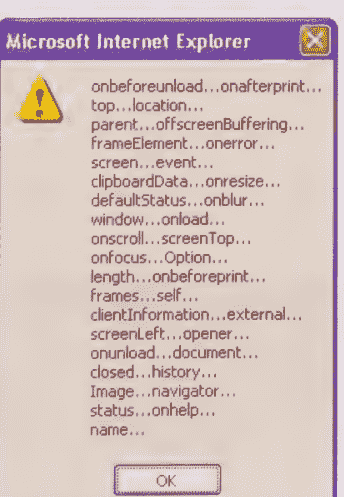 Microsoft Internet Explorer
onbeforeunload...onafterprint...
top...location...
parent...offscreenBuffering...
frameElement...onerror...
screen...event...
clipboardData...onresize...
defaultStatus...onblur...
window...onload...
onscroll...screenTop...
onfocus...Option...
length...onbeforeprint...
frames...self...
clientInformation...external...
screenLeft...opener...
onunload...document...
closed...history...
Image...navigator...
status...onhelp...
name...
OK